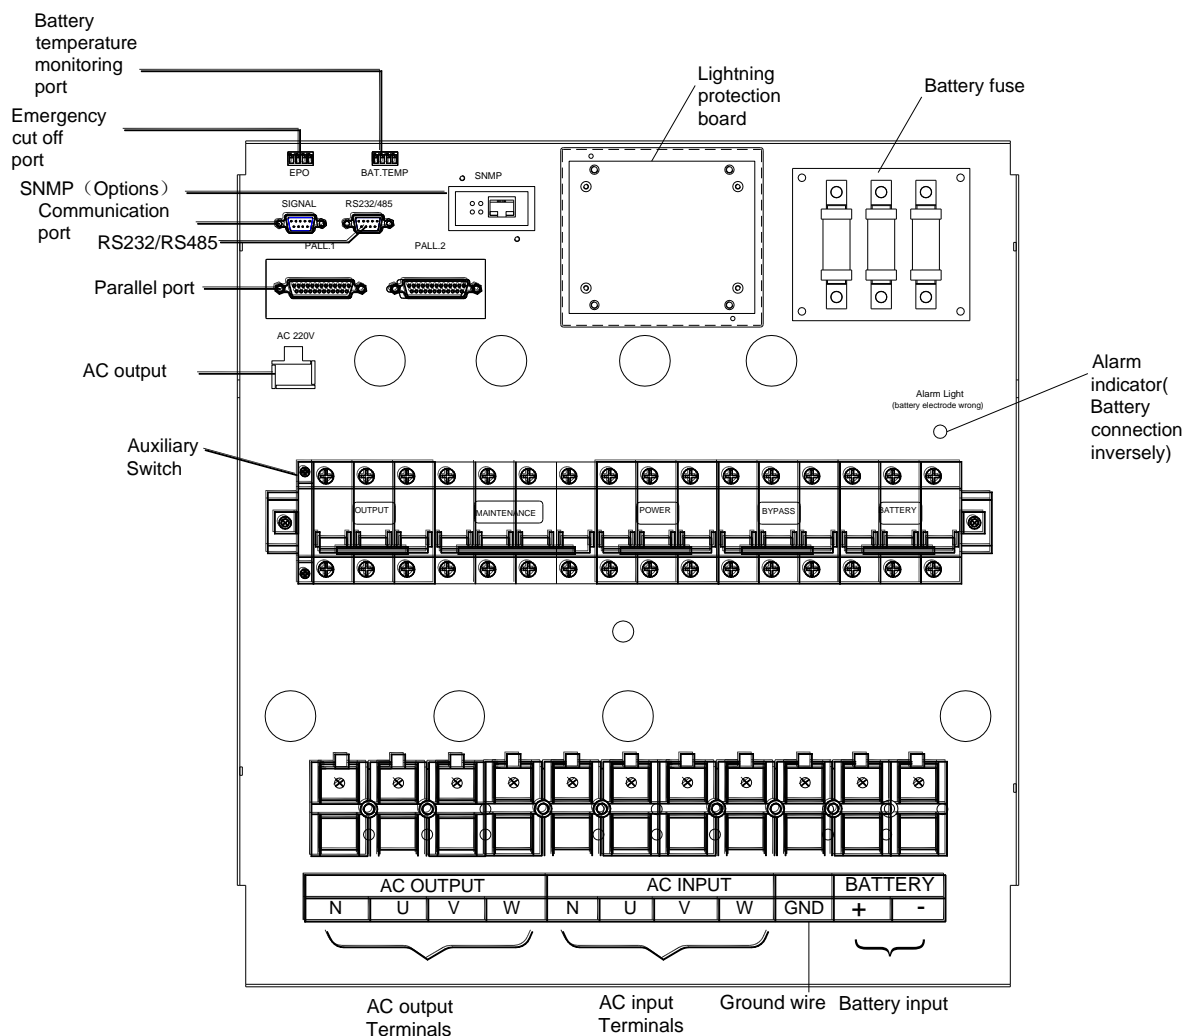 Battery
temperature
monitoring
port
Lightning
protection
board
Battery fuse
Emergency
cut off
port
EPO
BAT.TEMP
SNMP（Options）
SNMP
Communication
port
SIGNAL
RS232/485
RS232/RS485
PALL.1
PALL.2
Parallel port
AC 220V
AC output
Alarm
indicator(
Battery
connection
inversely)
Alarm Light
(battery electrode wrong)
Auxiliary
Switch
OUTPUT
MAINTENANCE
POWER
BYPASS
BATTERY
AC OUTPUT
AC INPUT
BATTERY
N U V W N U V W GND + -
AC output
Terminals
AC input
Terminals
Ground wire
Battery input